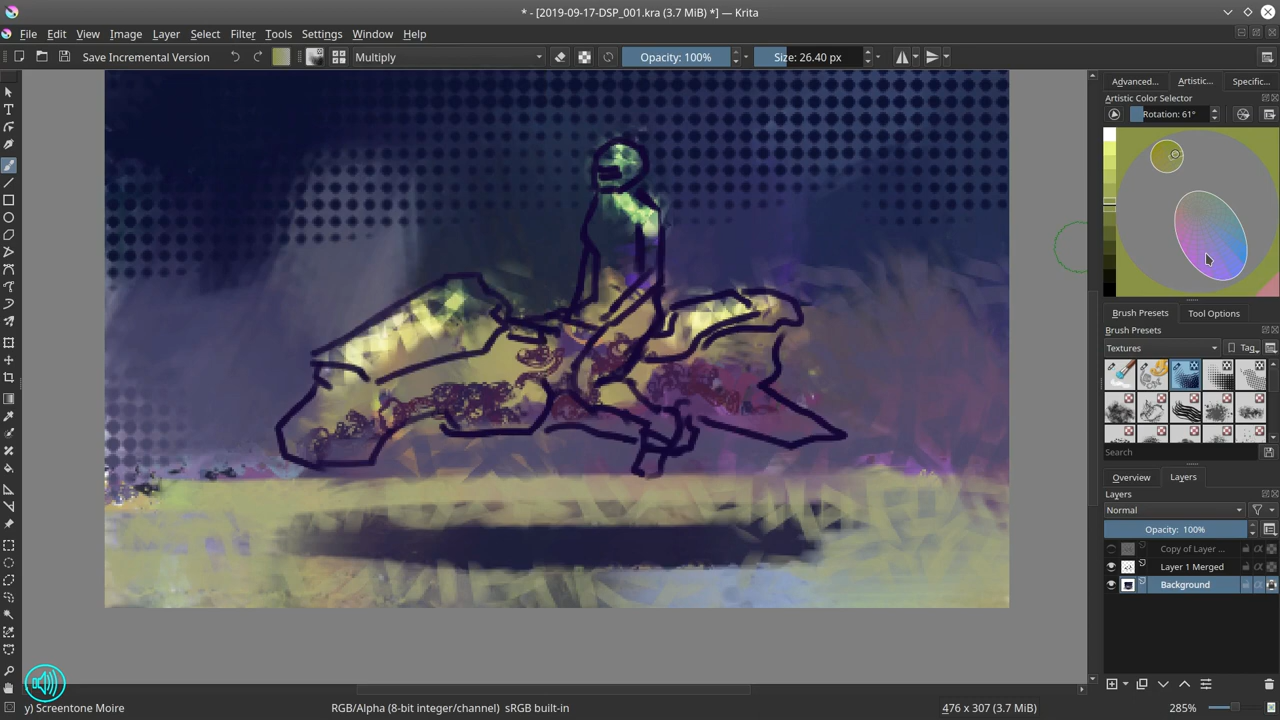 * - [2019-09-17-DSP_001.kra (3.7 MiB) *] — Krita
File Edit View Image Layer Select Filter Tools Settings Window Help
Save Incremental Version Multiply Opacity: 100% Size: 26.40 px
Advanced... Artistic... Specific...
Artistic Color Selector
Rotation: 61°
Brush Presets Tool Options
Brush Presets
Textures Tag...
Search
Overview Layers
Layers
Normal
Opacity: 100%
Copy of Layer ...
Layer 1 Merged
Background
y) Screentone Moire RGB/Alpha (8-bit integer/channel) sRGB built-in 476 x 307 (3.7 MiB) 285%